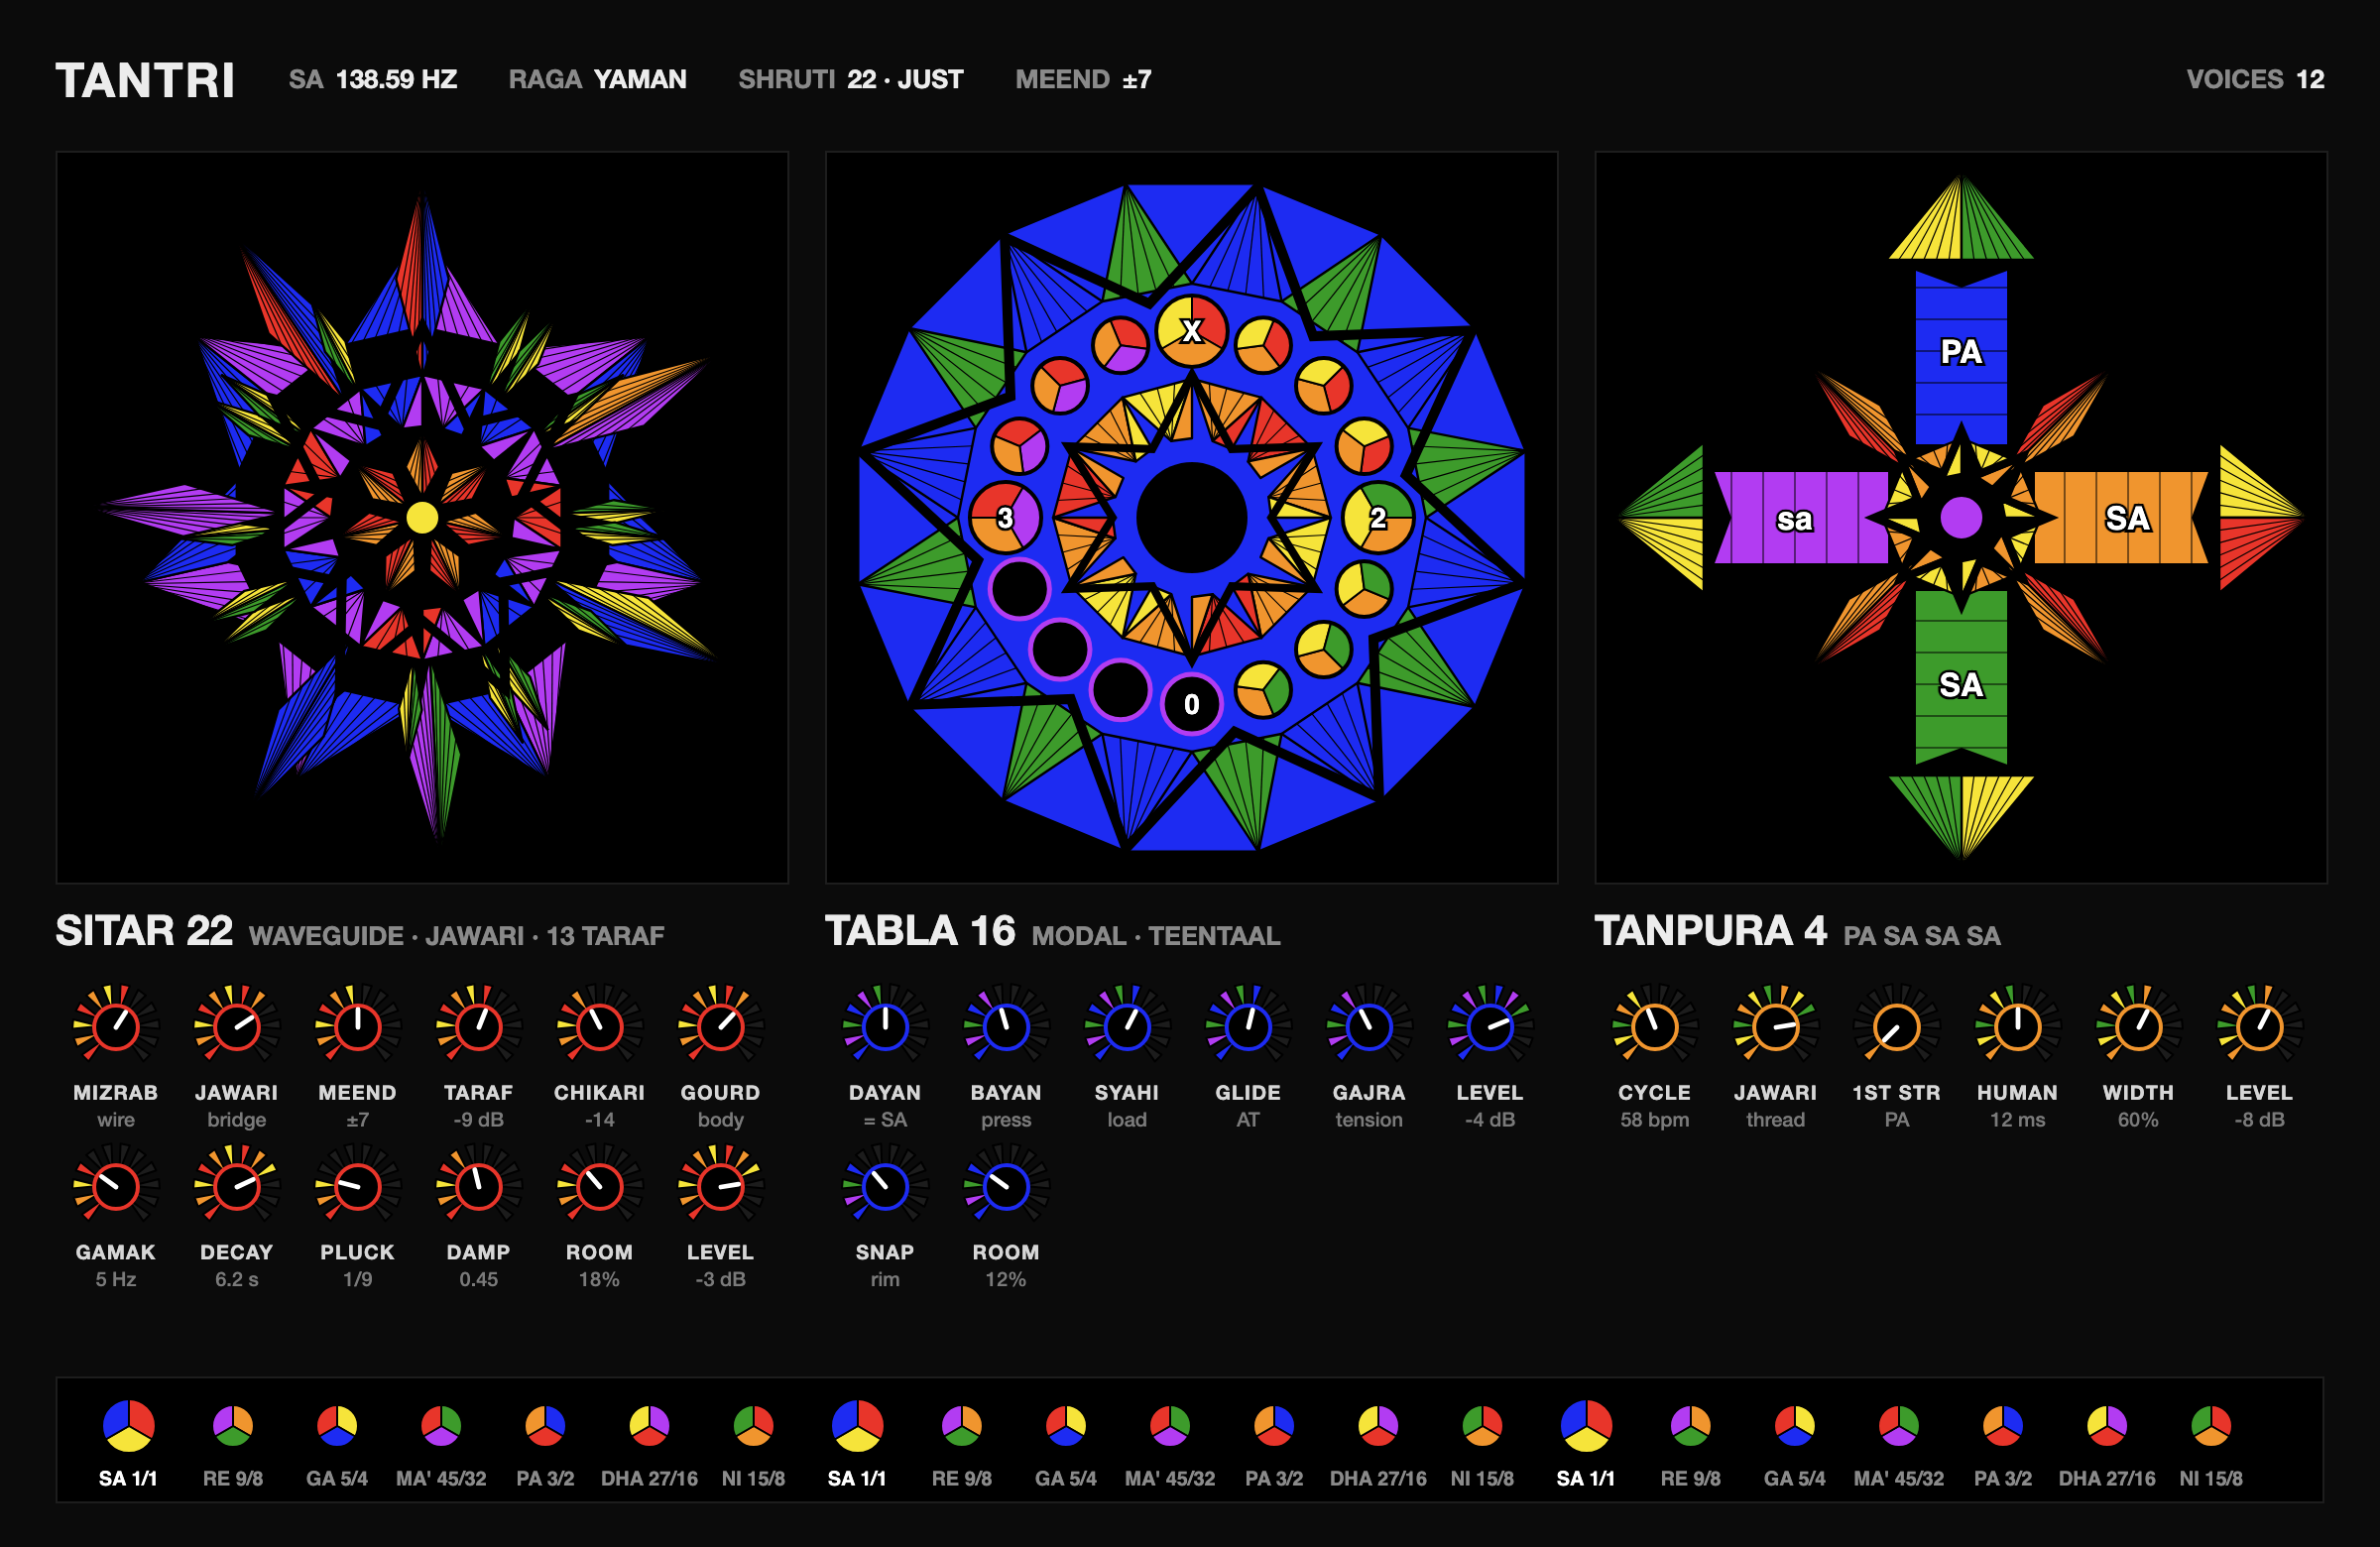 TANTRI SA 138.59 HZ RAGA YAMAN SHRUTI 22 · JUST MEEND ±7 VOICES 12
X
3
2
0
PA
sa
SA
SA
SITAR 22 WAVEGUIDE · JAWARI · 13 TARAF
MIZRAB JAWARI MEEND TARAF CHIKARI GOURD
wire bridge ±7 -9 dB -14 body
GAMAK DECAY PLUCK DAMP ROOM LEVEL
5 Hz 6.2 s 1/9 0.45 18% -3 dB
TABLA 16 MODAL · TEENTAAL
DAYAN BAYAN SYAHI GLIDE GAJRA LEVEL
= SA press load AT tension -4 dB
SNAP ROOM
rim 12%
TANPURA 4 PA SA SA SA
CYCLE JAWARI 1ST STR HUMAN WIDTH LEVEL
58 bpm thread PA 12 ms 60% -8 dB
SA 1/1 RE 9/8 GA 5/4 MA' 45/32 PA 3/2 DHA 27/16 NI 15/8 SA 1/1 RE 9/8 GA 5/4 MA' 45/32 PA 3/2 DHA 27/16 NI 15/8 SA 1/1 RE 9/8 GA 5/4 MA' 45/32 PA 3/2 DHA 27/16 NI 15/8